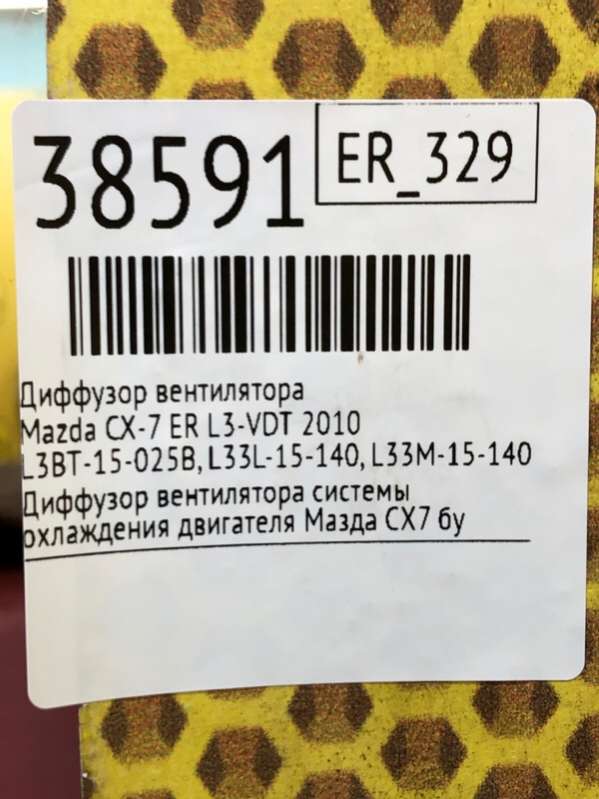 38591
ER_329
Диффузор вентилятора
Mazda CX-7 ER L3-VDT 2010
L3BT-15-025B, L33L-15-140, L33M-15-140
Диффузор вентилятора системы
охлаждения двигателя Мазда СХ7 бу